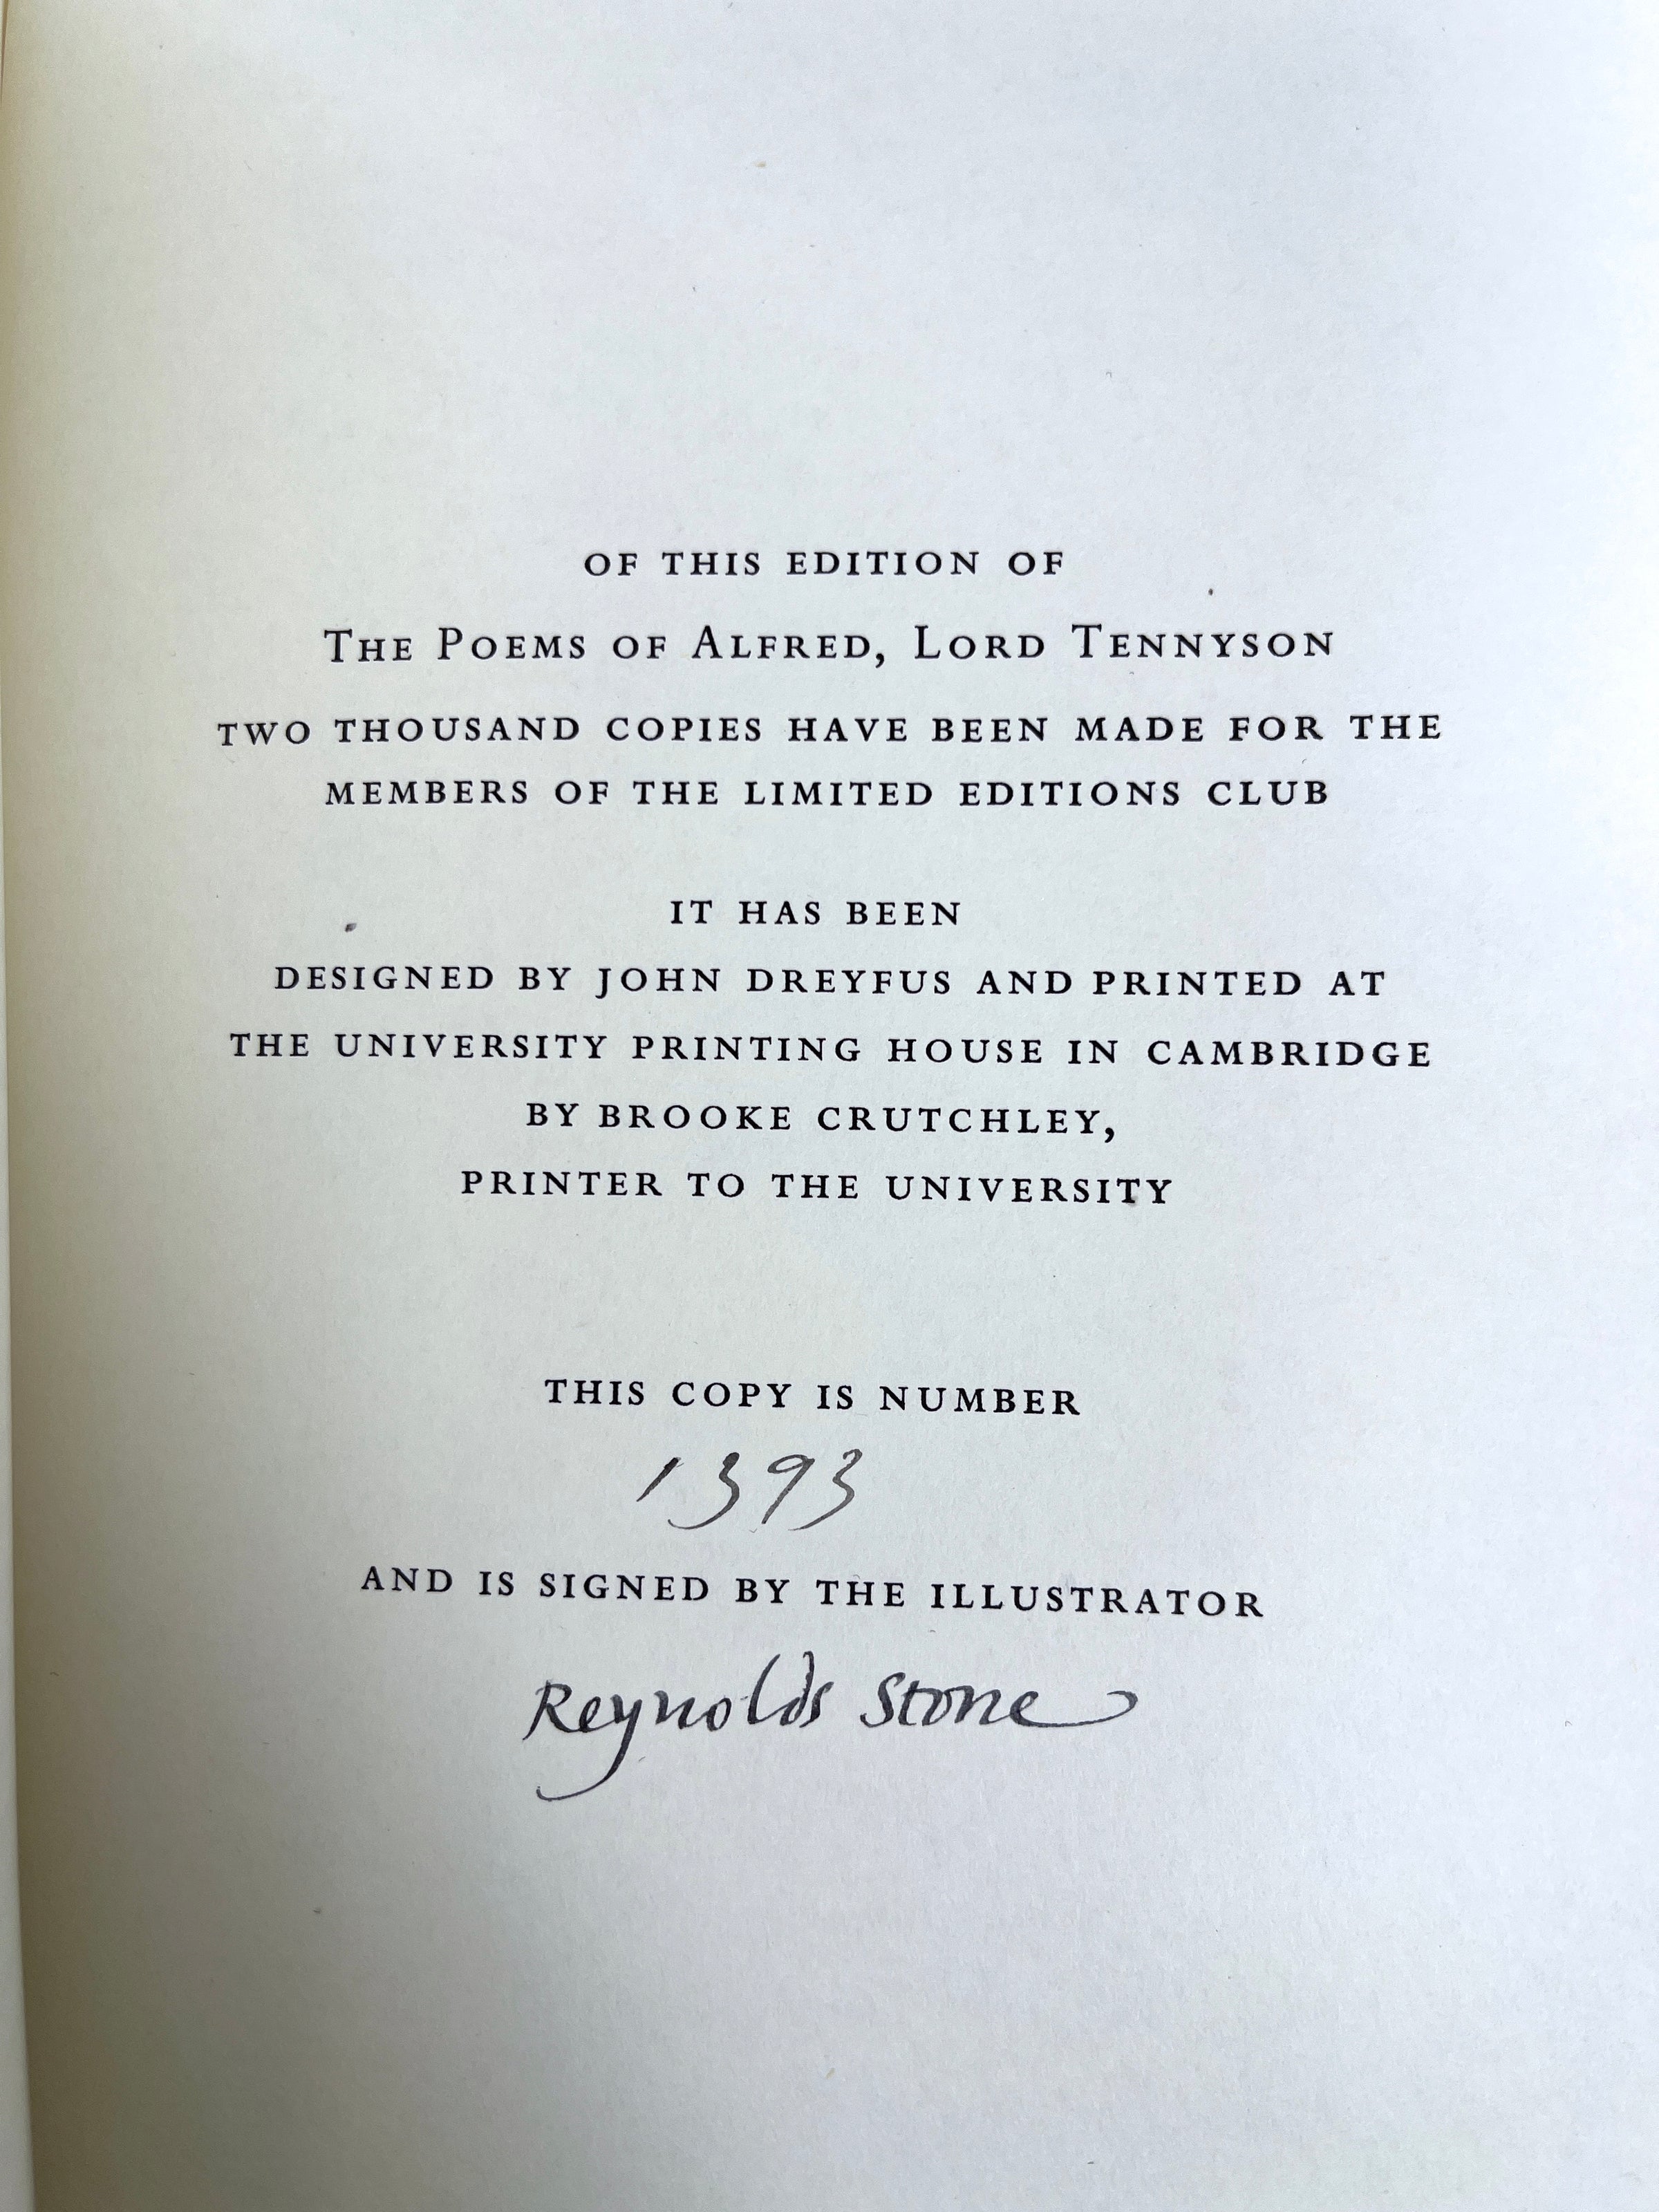 OF THIS EDITION OF
THE POEMS OF ALFRED, LORD TENNYSON
TWO THOUSAND COPIES HAVE BEEN MADE FOR THE
MEMBERS OF THE LIMITED EDITIONS CLUB
IT HAS BEEN
DESIGNED BY JOHN DREYFUS AND PRINTED AT
THE UNIVERSITY PRINTING HOUSE IN CAMBRIDGE
BY BROOKE CRUTCHLEY,
PRINTER TO THE UNIVERSITY
THIS COPY IS NUMBER
1393
AND IS SIGNED BY THE ILLUSTRATOR
Reynolds Stone